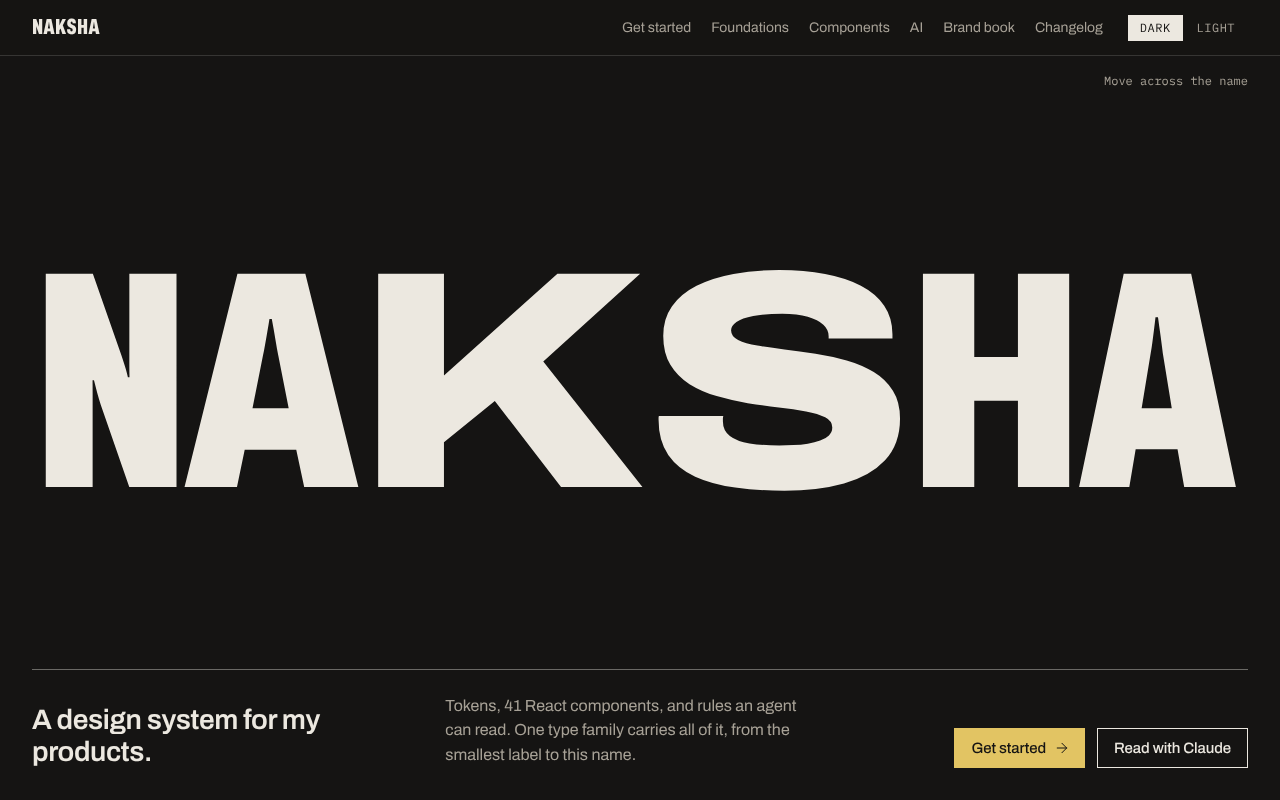 NAKSHA
Get started
Foundations
Components
AI
Brand book
Changelog
DARK
LIGHT
Move across the name
NAKSHA
A design system for my
products.
Tokens, 41 React components, and rules an agent
can read. One type family carries all of it, from the
smallest label to this name.
Get started →
Read with Claude